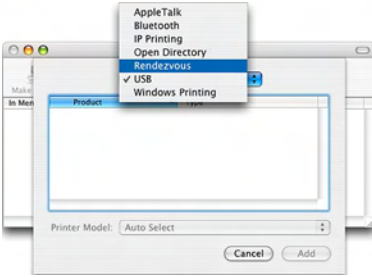 AppleTalk
Bluetooth
IP Printing
Open Directory
Rendezvous
✓ USB
Windows Printing
Make
In Men
Product
Type
Printer Model: Auto Select
Cancel
Add